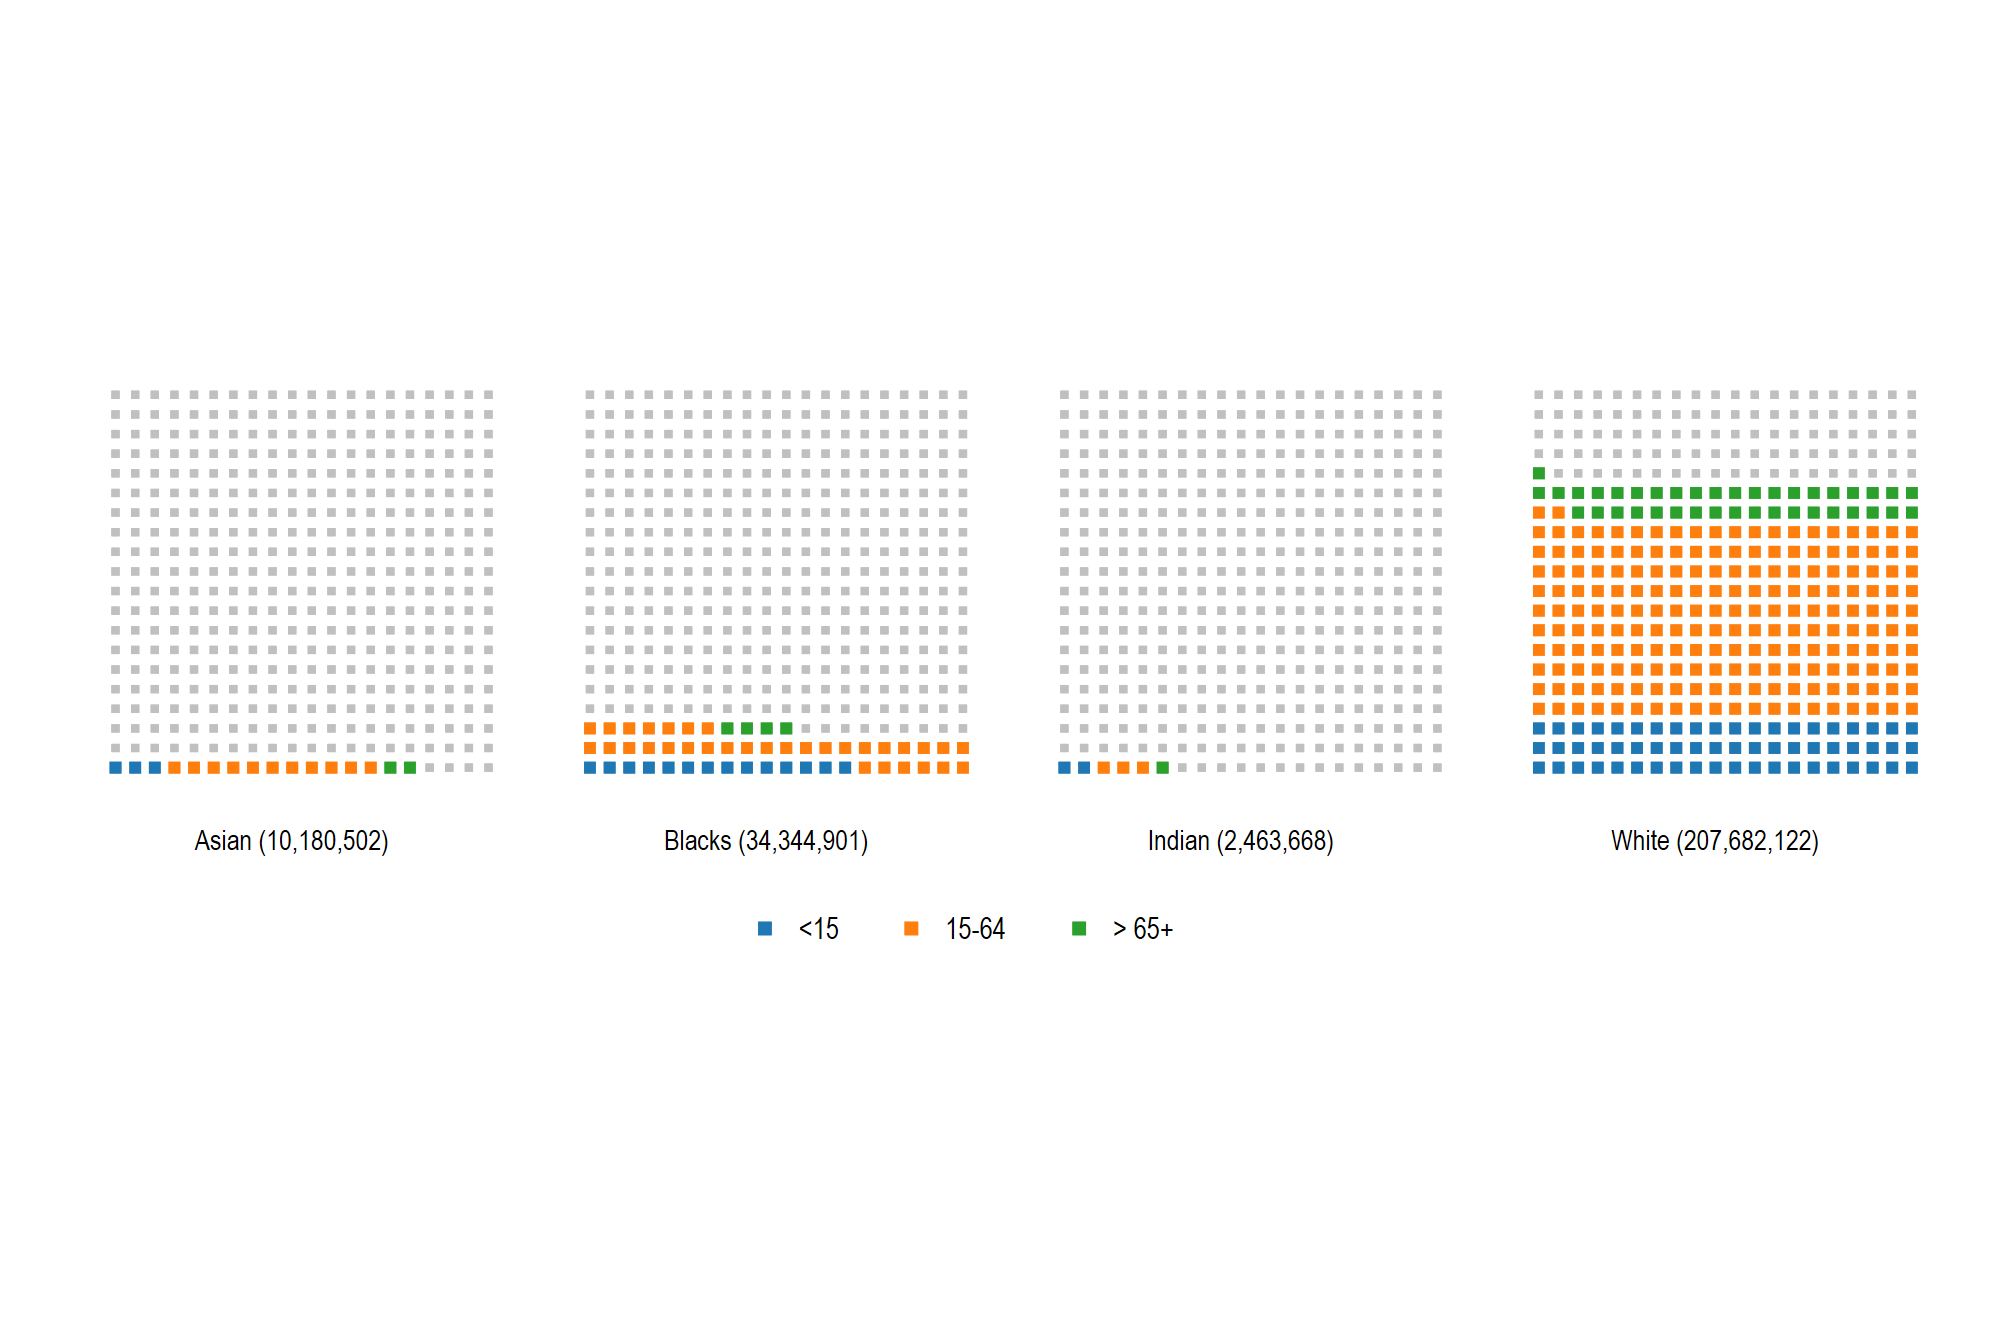 Asian (10,180,502)
Blacks (34,344,901)
Indian (2,463,668)
White (207,682,122)
<15
15-64
> 65+